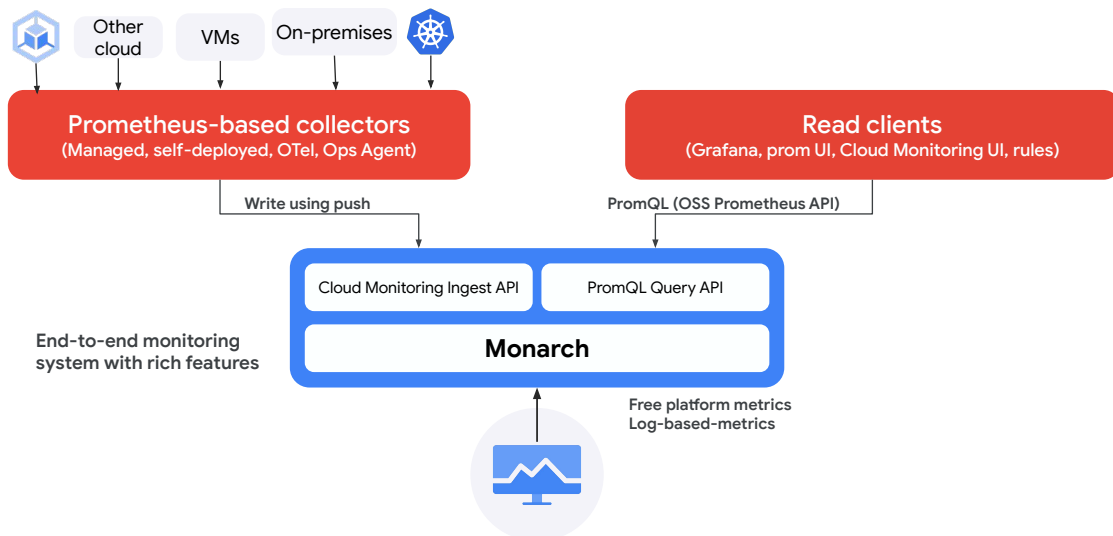 Other
cloud
VMs
On-premises
Prometheus-based collectors
(Managed, self-deployed, OTel, Ops Agent)
Read clients
(Grafana, prom UI, Cloud Monitoring UI, rules)
Write using push
PromQL (OSS Prometheus API)
Cloud Monitoring Ingest API
PromQL Query API
Monarch
End-to-end monitoring
system with rich features
Free platform metrics
Log-based-metrics